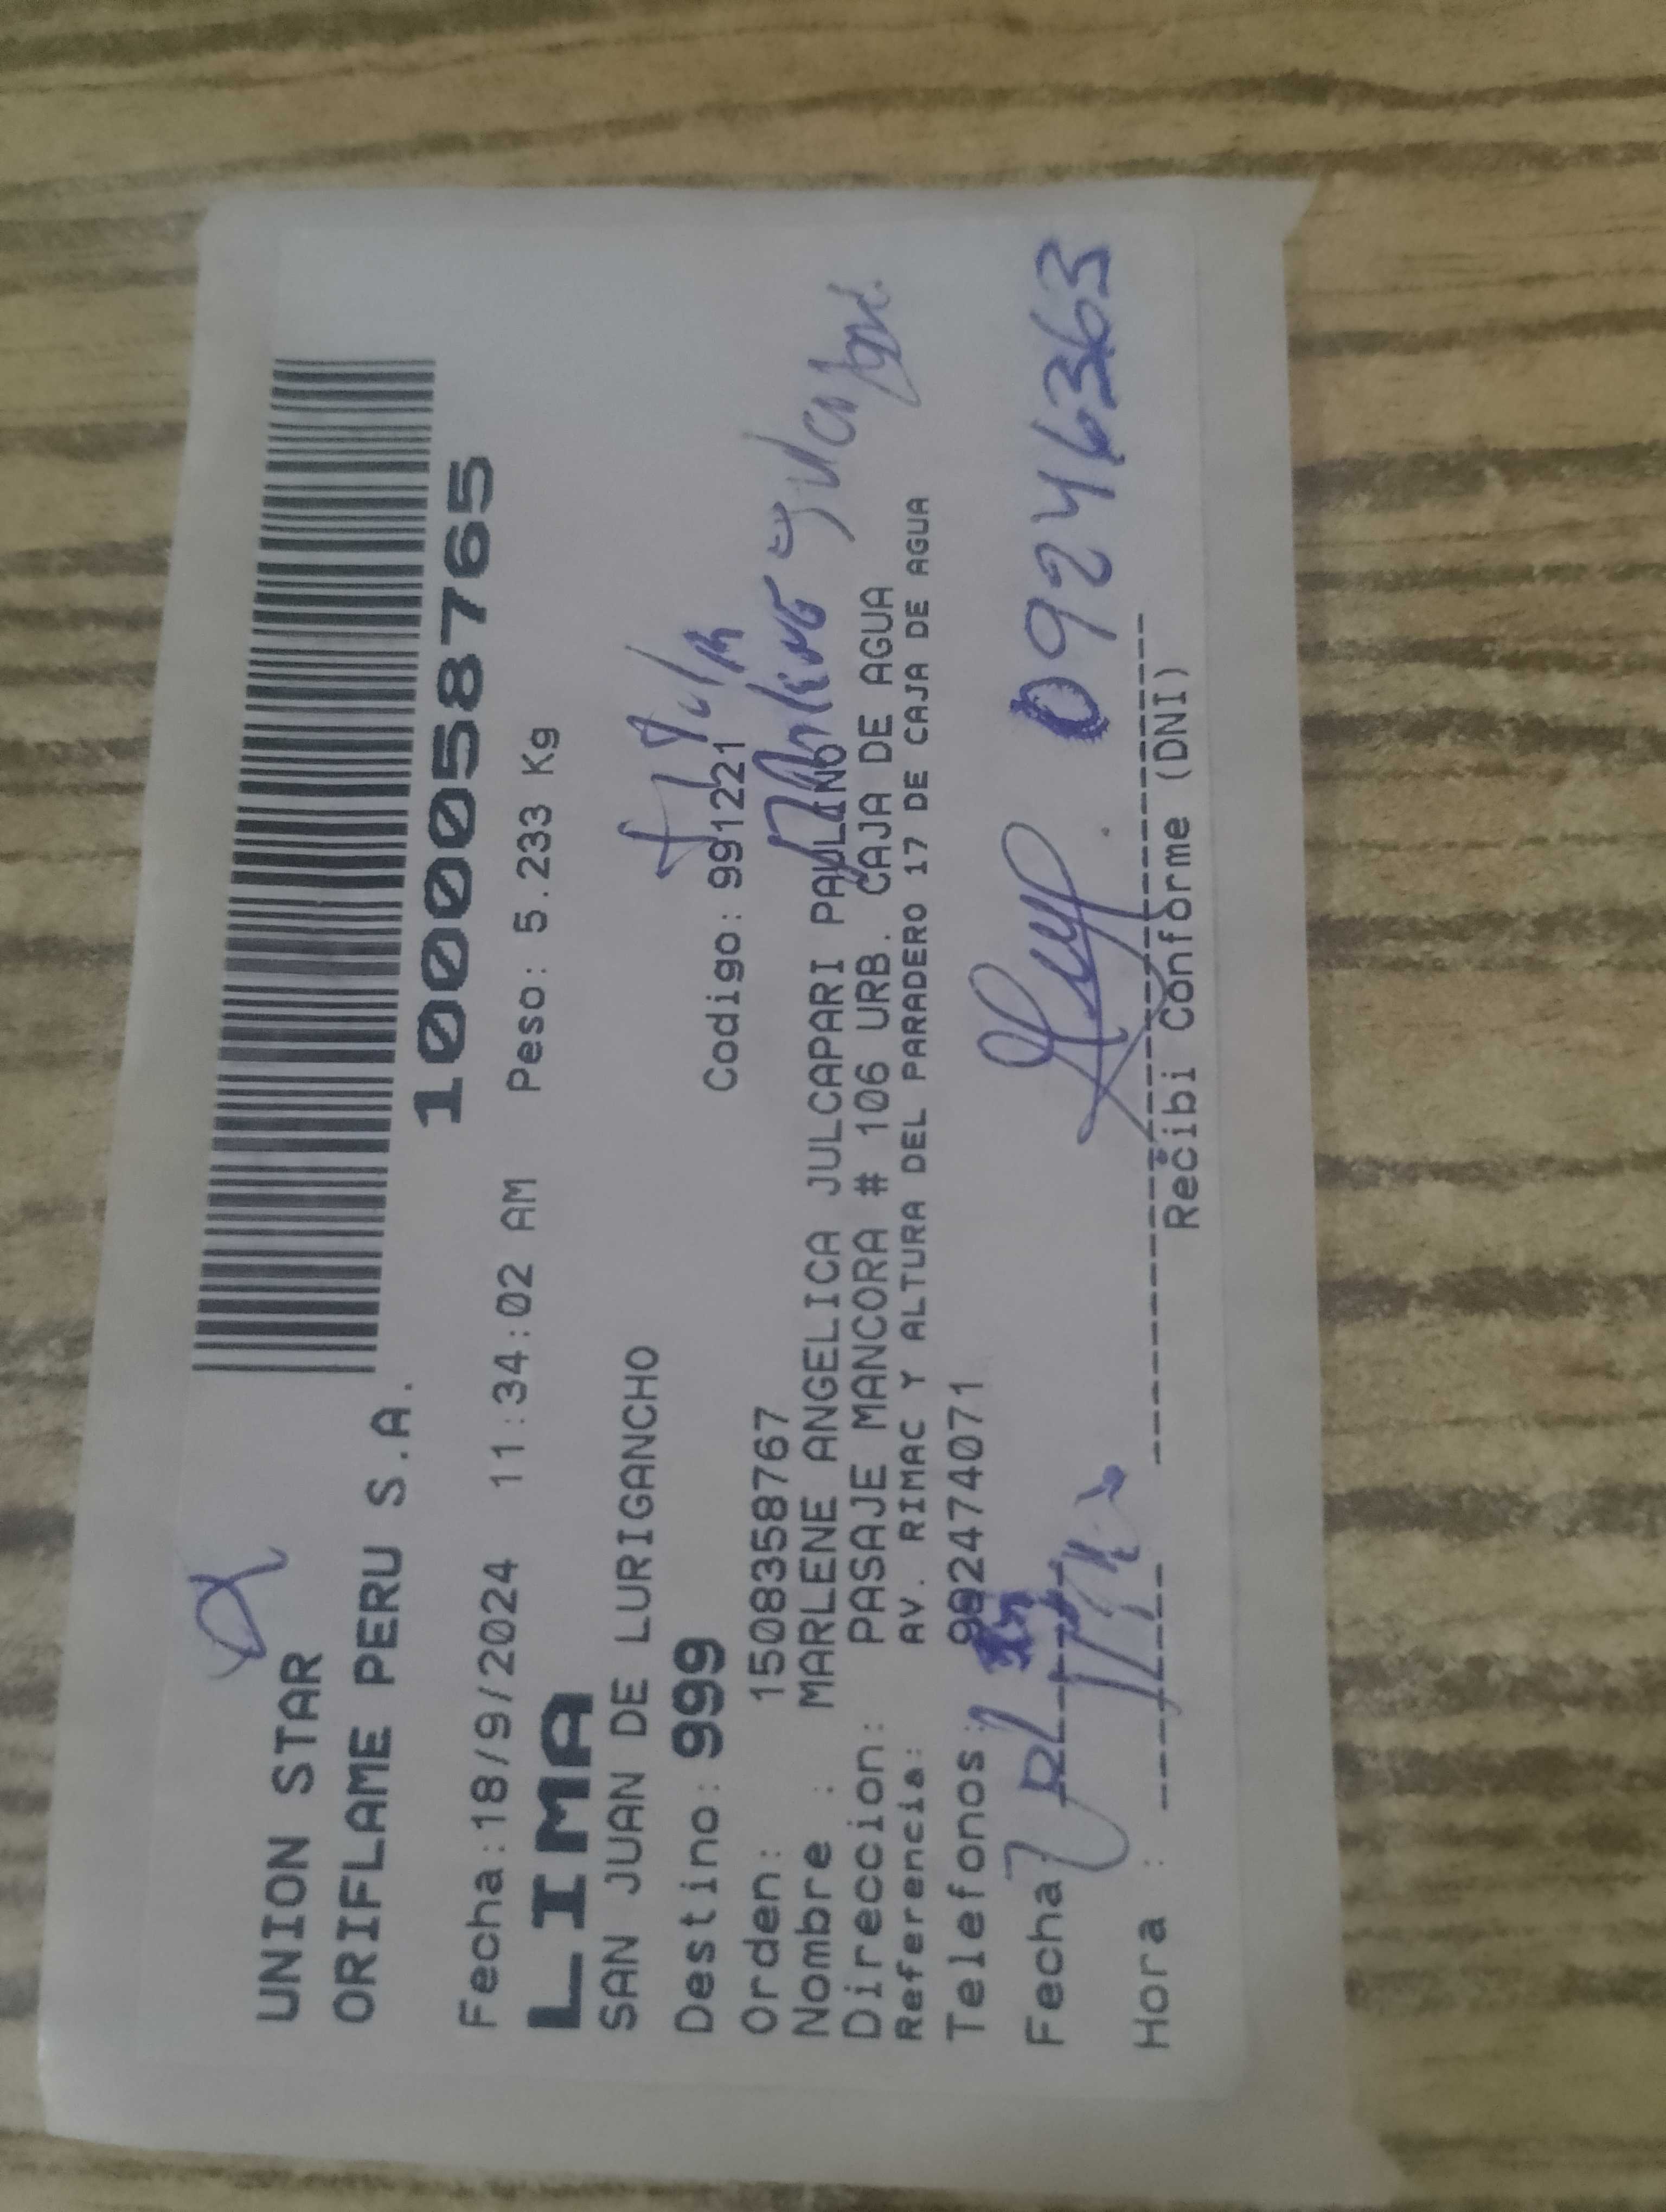 UNION STAR
ORIFLAME PERU S.A.
1000058765
Fecha:18/9/2024 11:34:02 AM Peso: 5.233 Kg
LIMA
SAN JUAN DE LURIGANCHO
Destino: 999 Codigo: 991221
Titular
Marlene Julcapari
Orden: 1508358767
Nombre : MARLENE ANGELICA JULCAPARI PAULINO
Direccion: PASAJE MANCORA # 106 URB. CAJA DE AGUA
Referencia: AV. RIMAC Y ALTURA DEL PARADERO 17 DE CAJA DE AGUA
Telefonos: 992474071
Fecha
09246363
Hora :
Recibi Conforme (DNI)